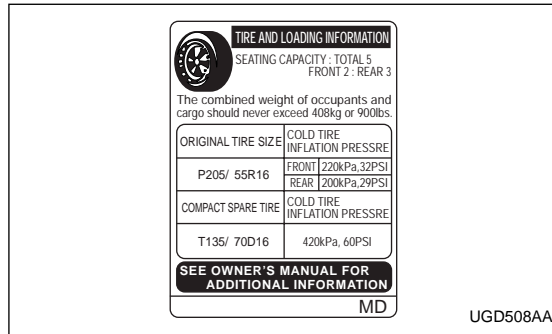 TIRE AND LOADING INFORMATION
SEATING CAPACITY : TOTAL 5
FRONT 2 : REAR 3
The combined weight of occupants and
cargo should never exceed 408kg or 900lbs.
ORIGINAL TIRE SIZE
COLD TIRE
INFLATION PRESSRE
P205/ 55R16
FRONT 220kPa,32PSI
REAR 200kPa,29PSI
COMPACT SPARE TIRE
COLD TIRE
INFLATION PRESSRE
T135/ 70D16
420kPa, 60PSI
SEE OWNER'S MANUAL FOR
ADDITIONAL INFORMATION
MD
UGD508AA